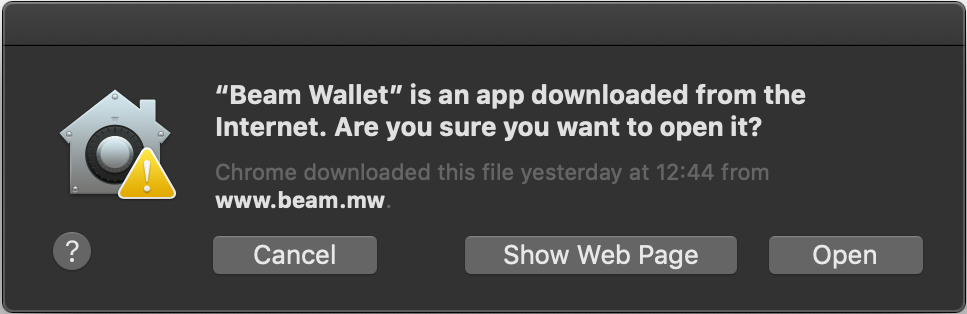 “Beam Wallet” is an app downloaded from the
Internet. Are you sure you want to open it?
Chrome downloaded this file yesterday at 12:44 from
www.beam.mw.
?
Cancel
Show Web Page
Open